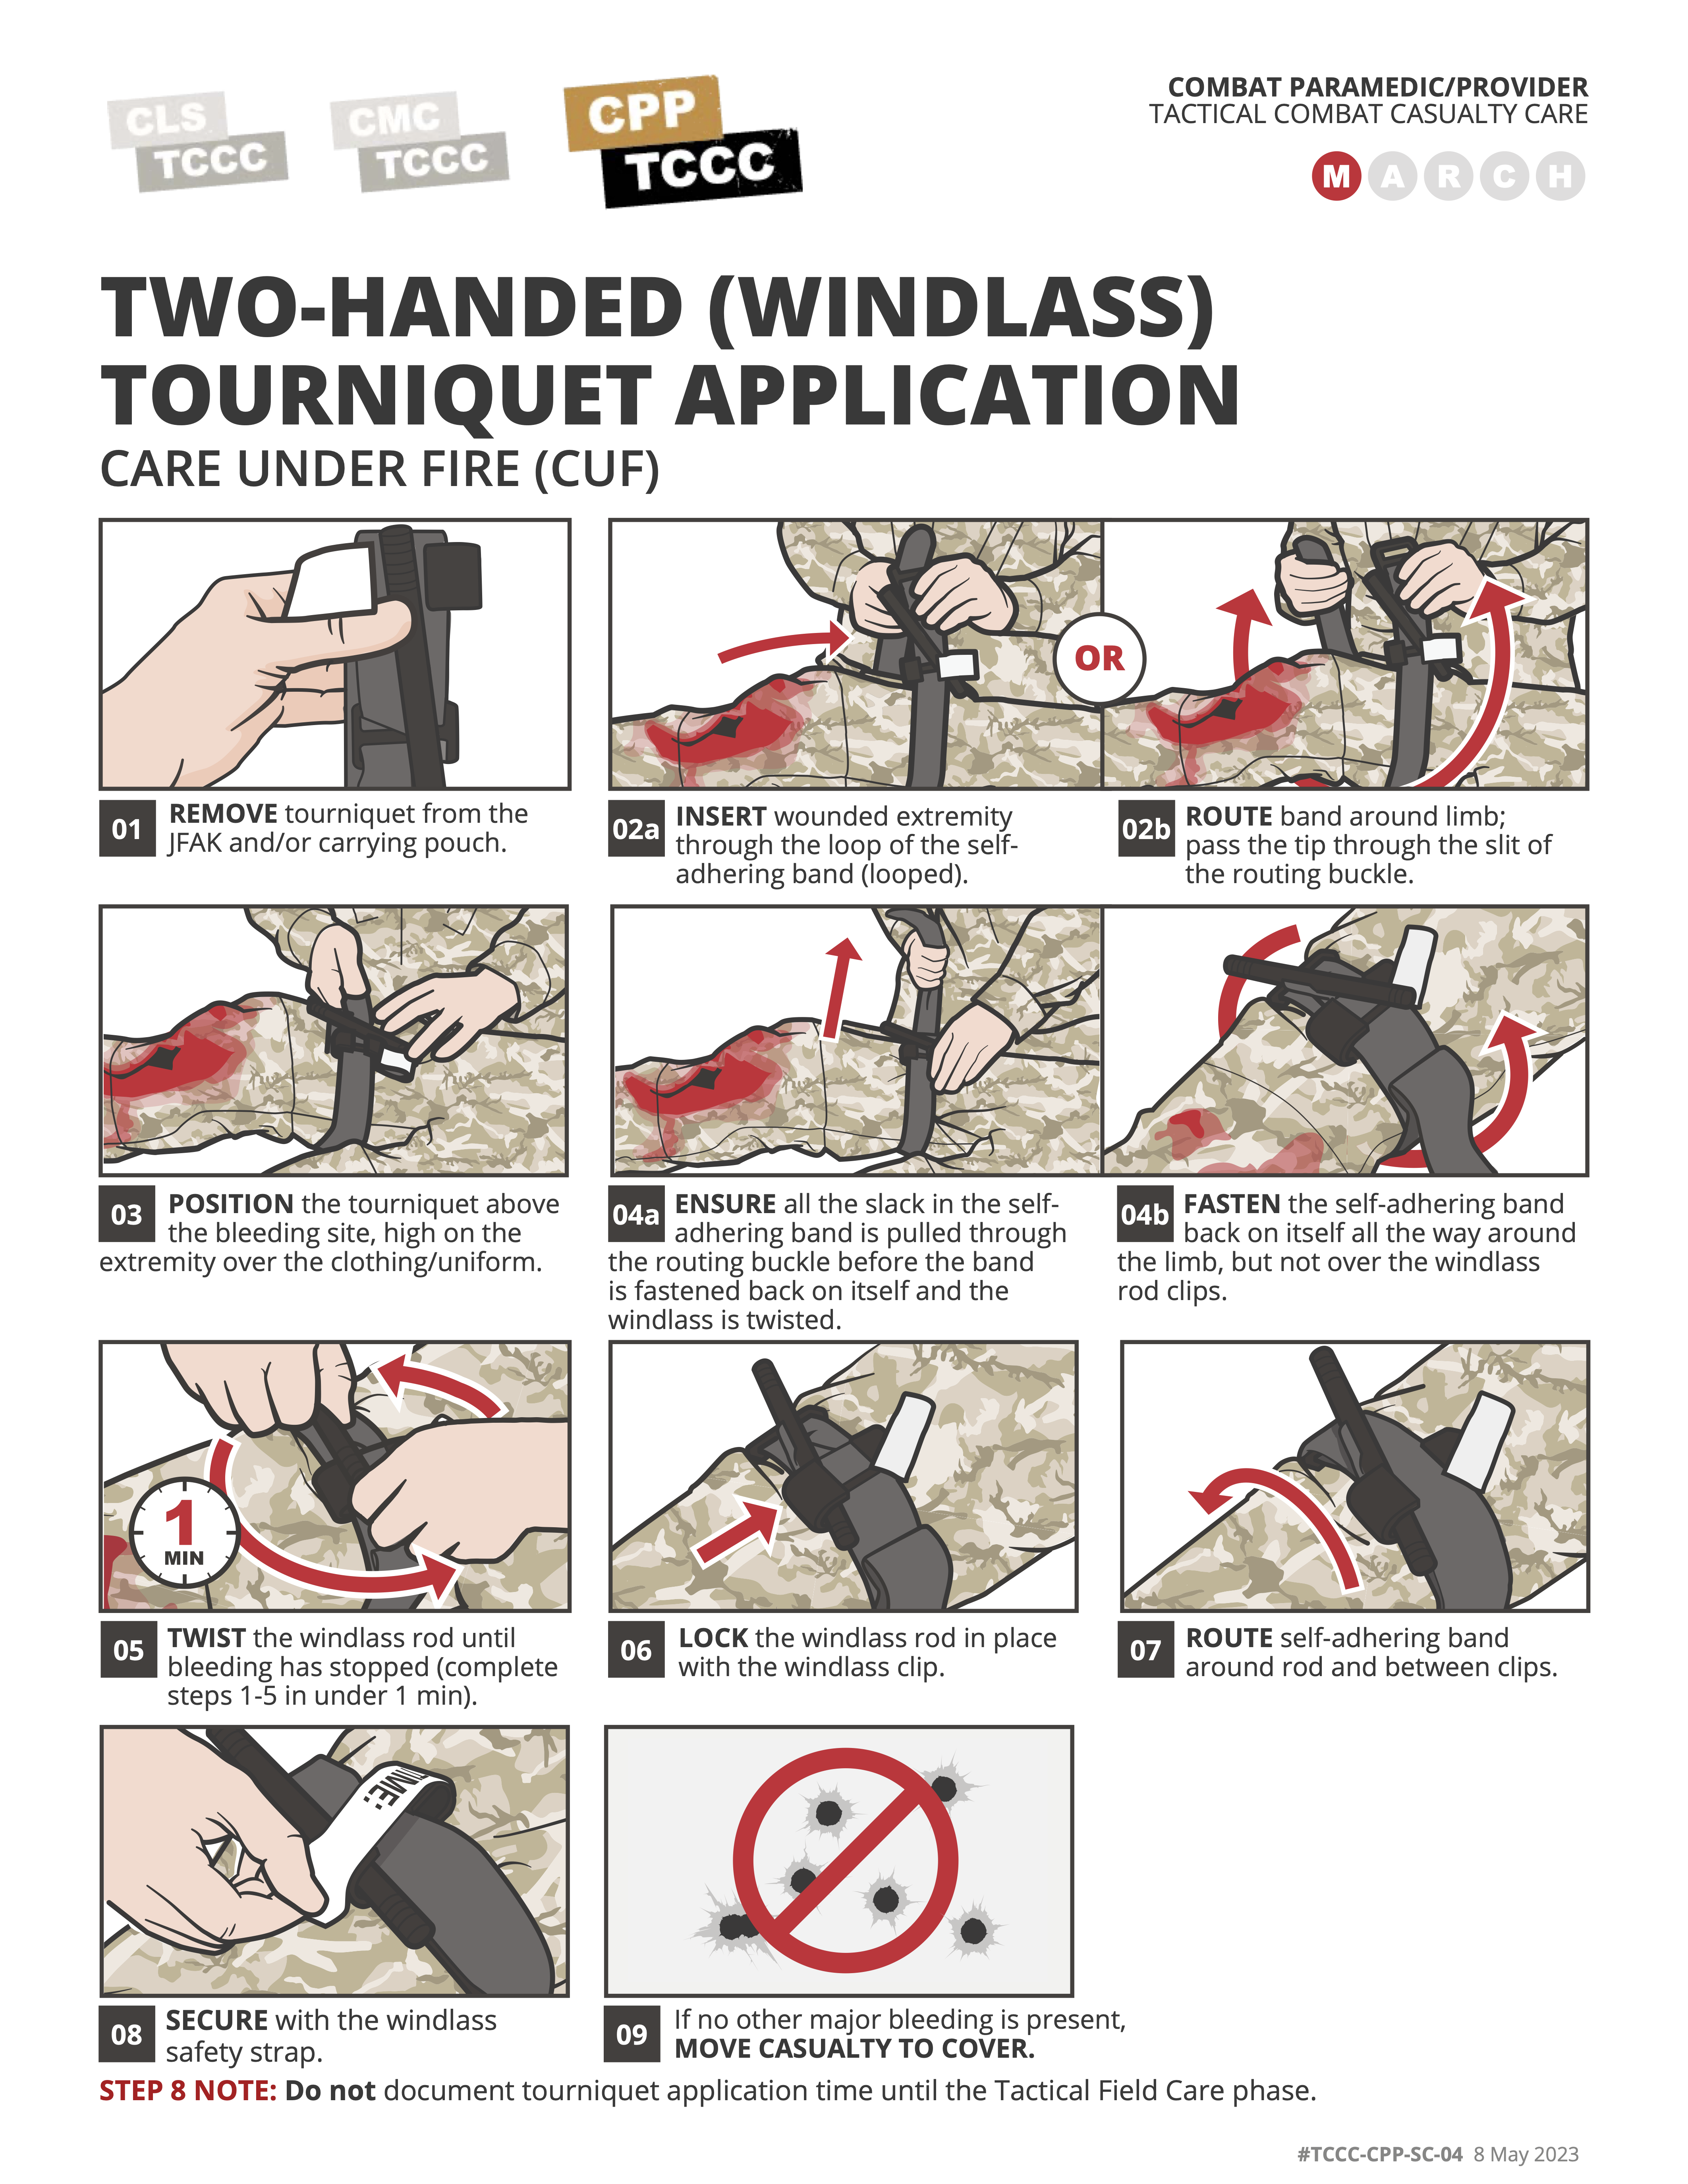 CLS
TCCC
CMC
TCCC
CPP
TCCC
COMBAT PARAMEDIC/PROVIDER
TACTICAL COMBAT CASUALTY CARE
M A R C H
TWO-HANDED (WINDLASS)
TOURNIQUET APPLICATION
CARE UNDER FIRE (CUF)
OR
01 REMOVE tourniquet from the
JFAK and/or carrying pouch.
02a INSERT wounded extremity
through the loop of the self-
adhering band (looped).
02b ROUTE band around limb;
pass the tip through the slit of
the routing buckle.
03 POSITION the tourniquet above
the bleeding site, high on the
extremity over the clothing/uniform.
04a ENSURE all the slack in the self-
adhering band is pulled through
the routing buckle before the band
is fastened back on itself and the
windlass is twisted.
04b FASTEN the self-adhering band
back on itself all the way around
the limb, but not over the windlass
rod clips.
1
MIN
05 TWIST the windlass rod until
bleeding has stopped (complete
steps 1-5 in under 1 min).
06 LOCK the windlass rod in place
with the windlass clip.
07 ROUTE self-adhering band
around rod and between clips.
TIME:
08 SECURE with the windlass
safety strap.
09 If no other major bleeding is present,
MOVE CASUALTY TO COVER.
STEP 8 NOTE: Do not document tourniquet application time until the Tactical Field Care phase.
#TCCC-CPP-SC-04 8 May 2023